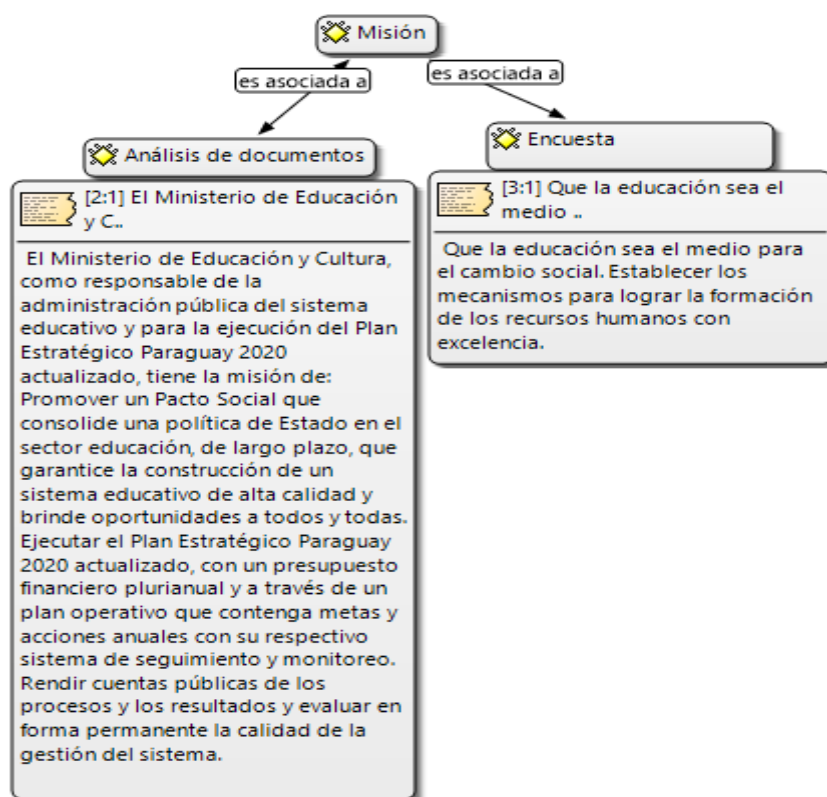 Misión
es asociada a
es asociada a
Análisis de documentos
[2:1] El Ministerio de Educación
y C..
El Ministerio de Educación y Cultura,
como responsable de la
administración pública del sistema
educativo y para la ejecución del Plan
Estratégico Paraguay 2020
actualizado, tiene la misión de:
Promover un Pacto Social que
consolide una política de Estado en el
sector educación, de largo plazo, que
garantice la construcción de un
sistema educativo de alta calidad y
brinde oportunidades a todos y todas.
Ejecutar el Plan Estratégico Paraguay
2020 actualizado, con un presupuesto
financiero plurianual y a través de un
plan operativo que contenga metas y
acciones anuales con su respectivo
sistema de seguimiento y monitoreo.
Rendir cuentas públicas de los
procesos y los resultados y evaluar en
forma permanente la calidad de la
gestión del sistema.
Encuesta
[3:1] Que la educación sea el
medio ..
Que la educación sea el medio para
el cambio social. Establecer los
mecanismos para lograr la formación
de los recursos humanos con
excelencia.